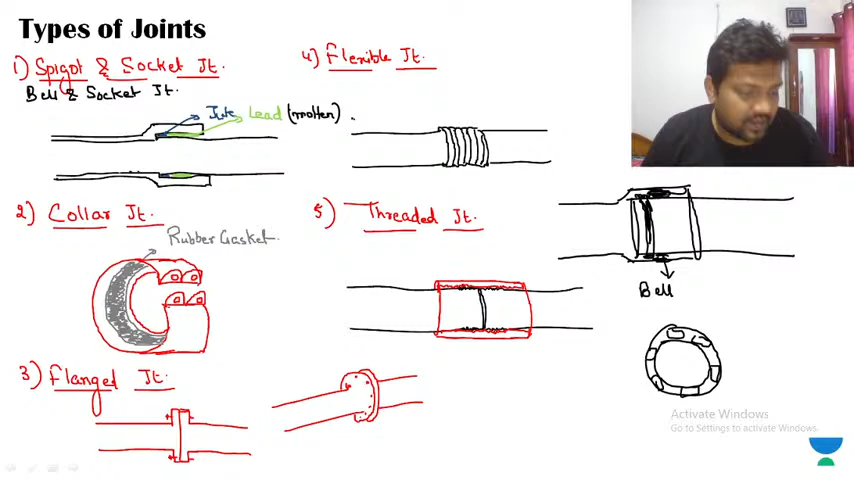 Types of Joints
1) Spigot & Socket Jt.
Bell & Socket Jt.
Jute
Lead (molten)
2) Collar Jt.
Rubber Gasket.
3) Flanged Jt.
4) Flexible Jt.
5) Threaded Jt.
Bell
Activate Windows
Go to Settings to activate Windows.